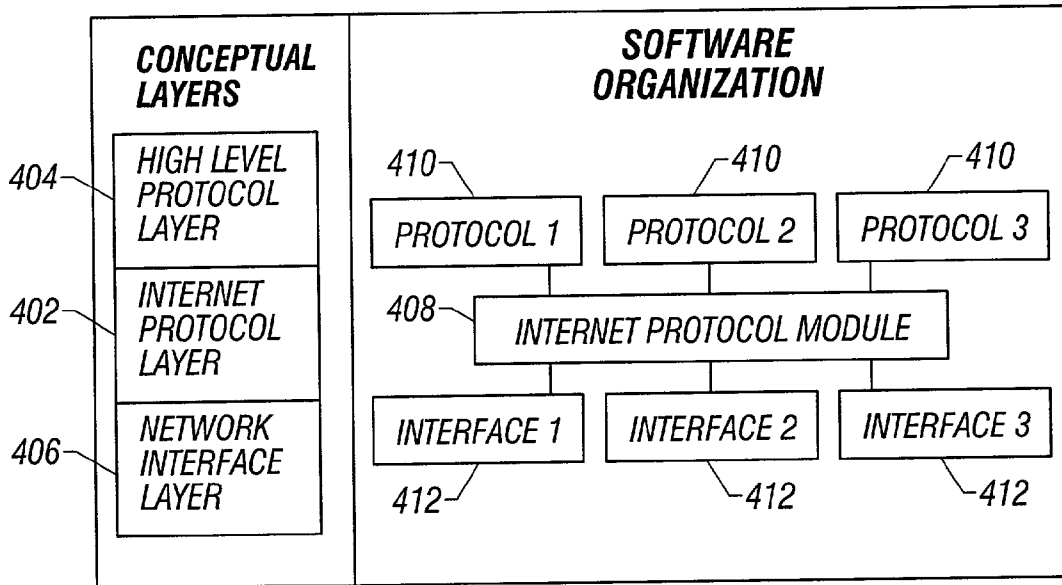 CONCEPTUAL
LAYERS
404
HIGH LEVEL
PROTOCOL
LAYER
402
INTERNET
PROTOCOL
LAYER
406
NETWORK
INTERFACE
LAYER
SOFTWARE
ORGANIZATION
410
410
410
PROTOCOL 1
PROTOCOL 2
PROTOCOL 3
408
INTERNET PROTOCOL MODULE
INTERFACE 1
INTERFACE 2
INTERFACE 3
412
412
412